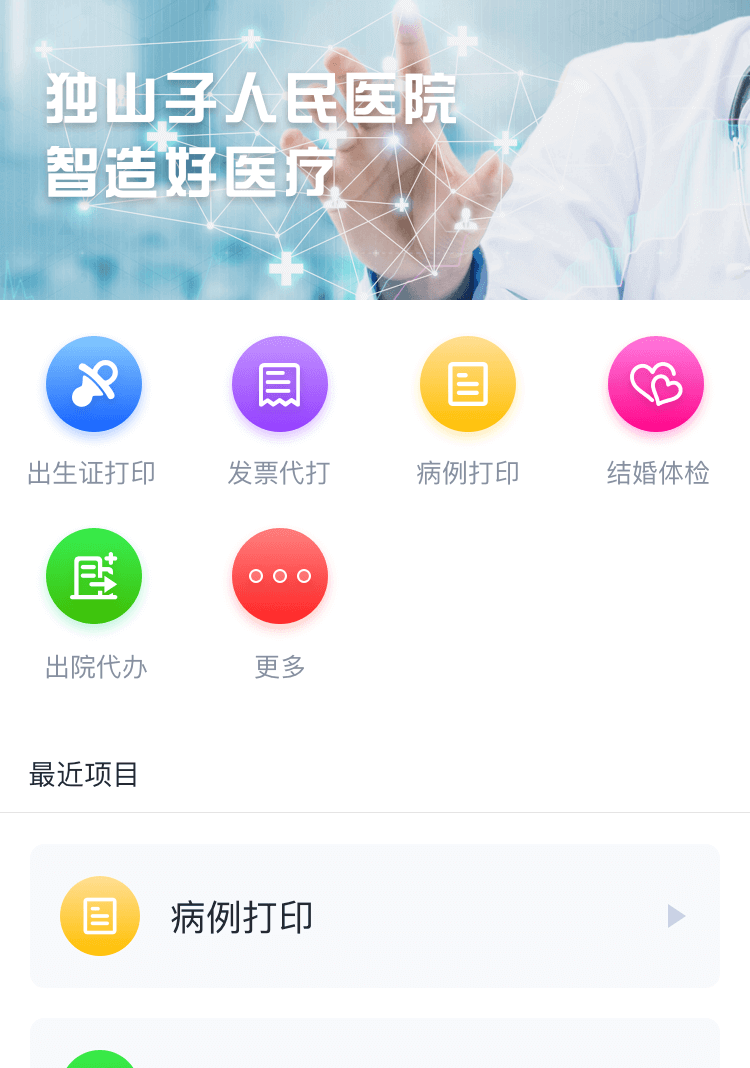 独山子人民医院
智造好医疗
出生证打印
发票代打
病例打印
结婚体检
出院代办
更多
最近项目
病例打印